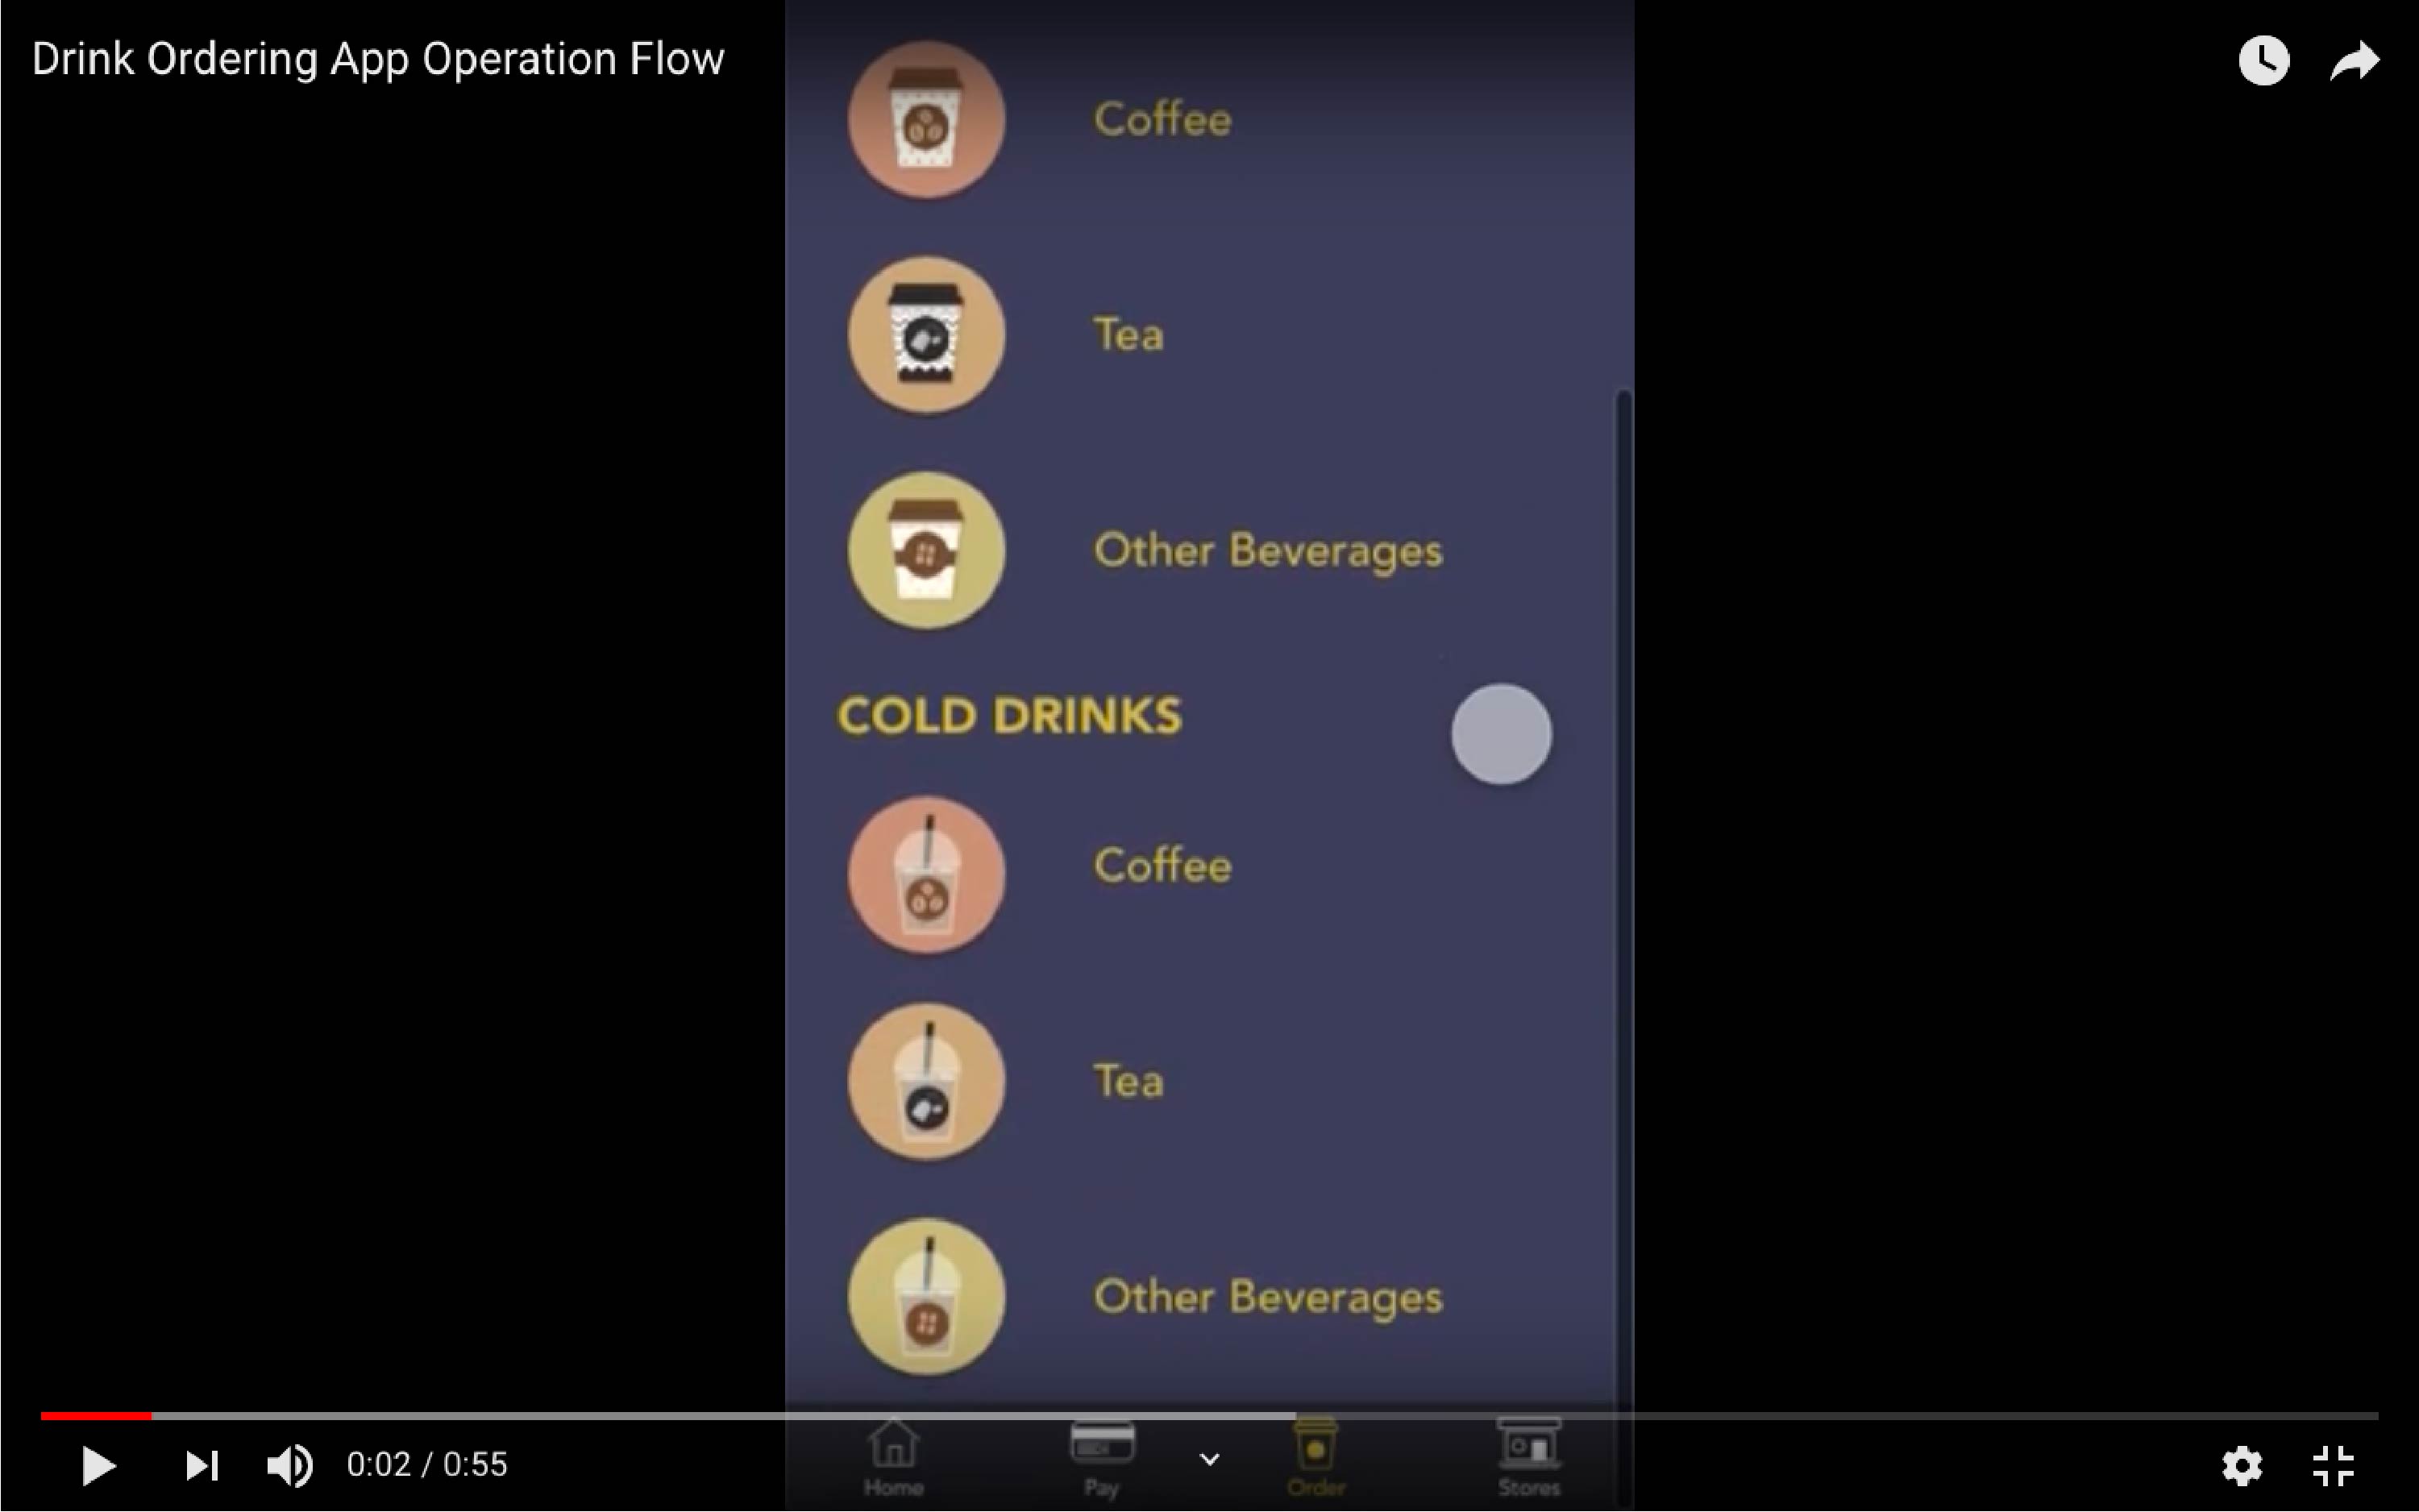 Drink Ordering App Operation Flow
Coffee
Tea
Other Beverages
COLD DRINKS
Coffee
Tea
Other Beverages
0:02 / 0:55
Home
Pay
Order
Stores